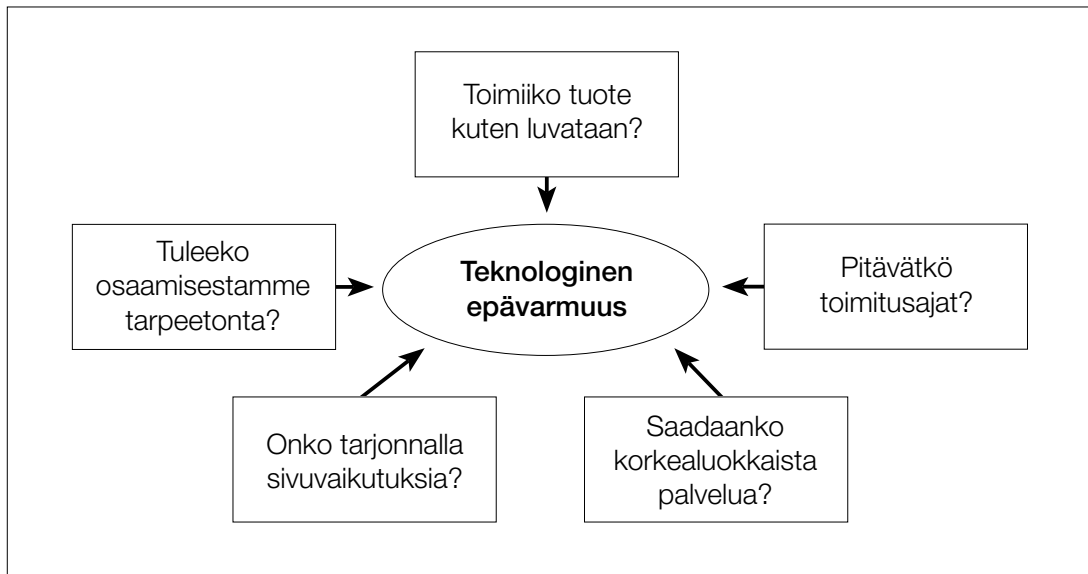 Toimiiko tuote
kuten luvataan?
Tuleeko
osaamisestamme
tarpeetonta?
Teknologinen
epävarmuus
Pitävätkö
toimitusajat?
Onko tarjonnalla
sivuvaikutuksia?
Saadaanko
korkealuokkaista
palvelua?